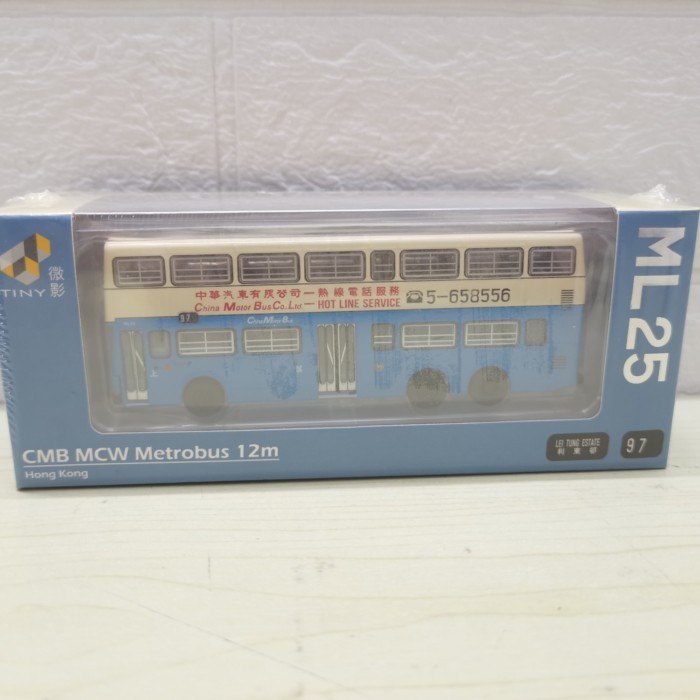 TINY
微影
中華汽車有限公司—熱線電話服務
China Motor Bus Co., Ltd.— HOT LINE SERVICE
☎5-658556
97
China Motor Bus
ML25
CMB MCW Metrobus 12m
Hong Kong
LEI TUNG ESTATE
利東邨
97